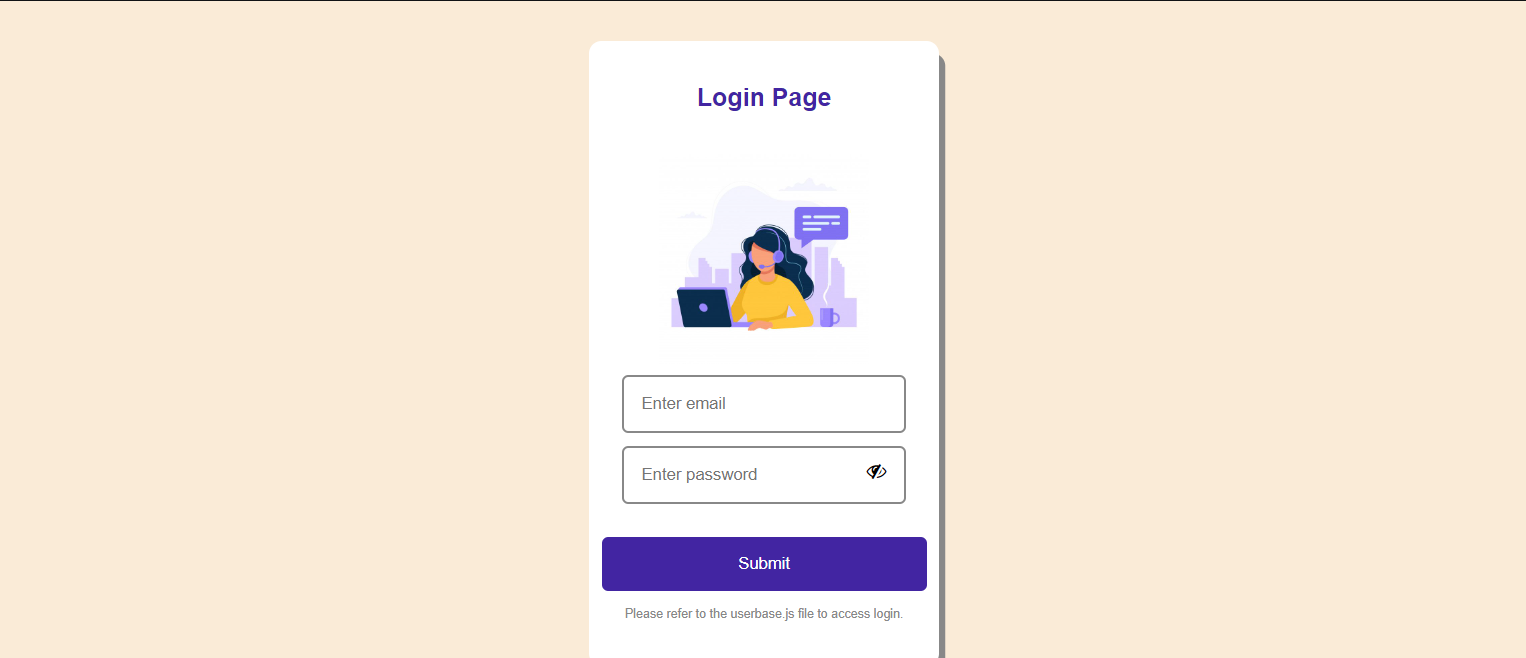 Login Page
Enter email
Enter password
Submit
Please refer to the userbase.js file to access login.